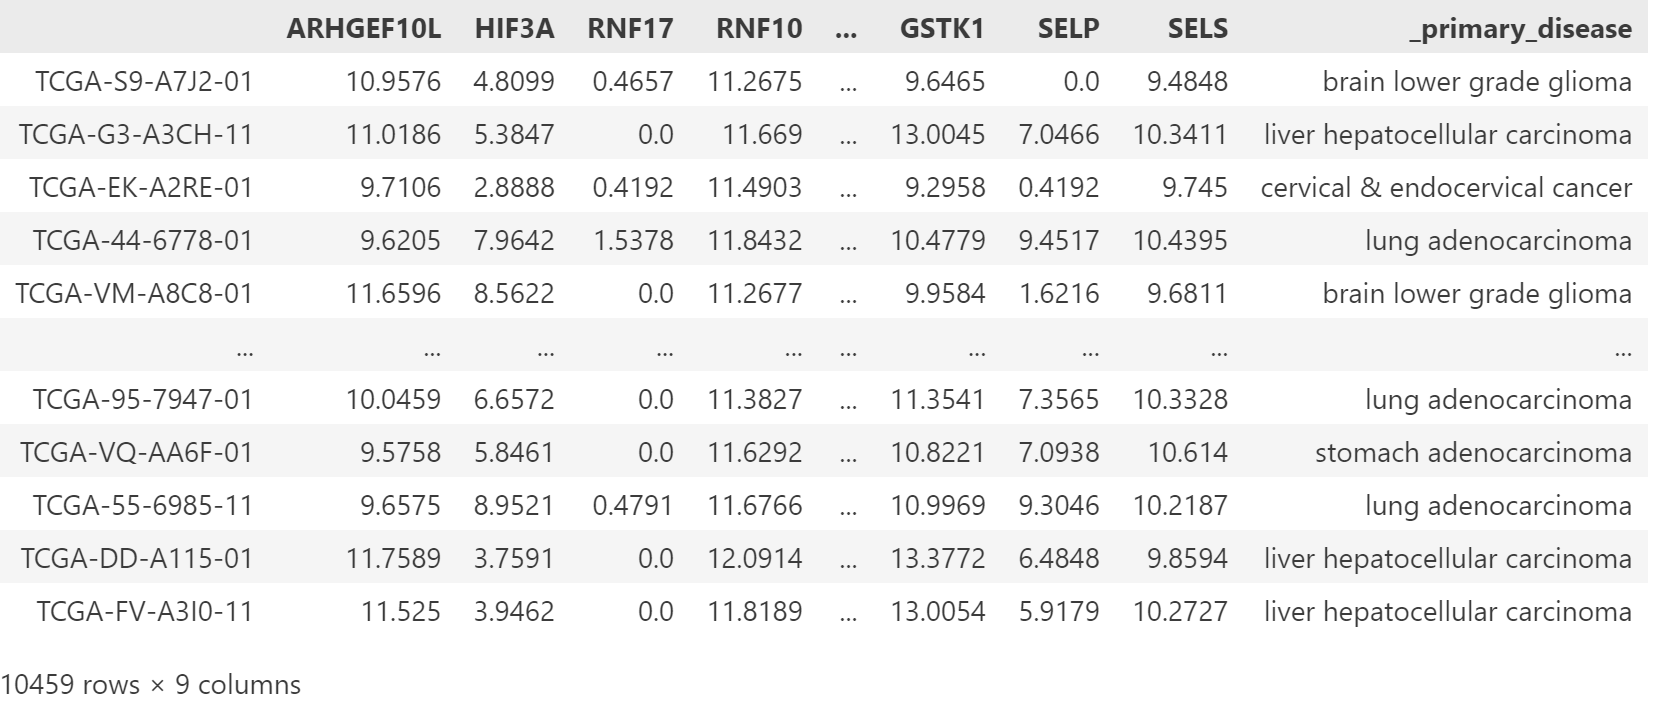 ARHGEF10L HIF3A RNF17 RNF10 ... GSTK1 SELP SELS _primary_disease
TCGA-S9-A7J2-01 10.9576 4.8099 0.4657 11.2675 ... 9.6465 0.0 9.4848 brain lower grade glioma
TCGA-G3-A3CH-11 11.0186 5.3847 0.0 11.669 ... 13.0045 7.0466 10.3411 liver hepatocellular carcinoma
TCGA-EK-A2RE-01 9.7106 2.8888 0.4192 11.4903 ... 9.2958 0.4192 9.745 cervical & endocervical cancer
TCGA-44-6778-01 9.6205 7.9642 1.5378 11.8432 ... 10.4779 9.4517 10.4395 lung adenocarcinoma
TCGA-VM-A8C8-01 11.6596 8.5622 0.0 11.2677 ... 9.9584 1.6216 9.6811 brain lower grade glioma
... ... ... ... ... ... ... ... ... ...
TCGA-95-7947-01 10.0459 6.6572 0.0 11.3827 ... 11.3541 7.3565 10.3328 lung adenocarcinoma
TCGA-VQ-AA6F-01 9.5758 5.8461 0.0 11.6292 ... 10.8221 7.0938 10.614 stomach adenocarcinoma
TCGA-55-6985-11 9.6575 8.9521 0.4791 11.6766 ... 10.9969 9.3046 10.2187 lung adenocarcinoma
TCGA-DD-A115-01 11.7589 3.7591 0.0 12.0914 ... 13.3772 6.4848 9.8594 liver hepatocellular carcinoma
TCGA-FV-A3I0-11 11.525 3.9462 0.0 11.8189 ... 13.0054 5.9179 10.2727 liver hepatocellular carcinoma
10459 rows × 9 columns